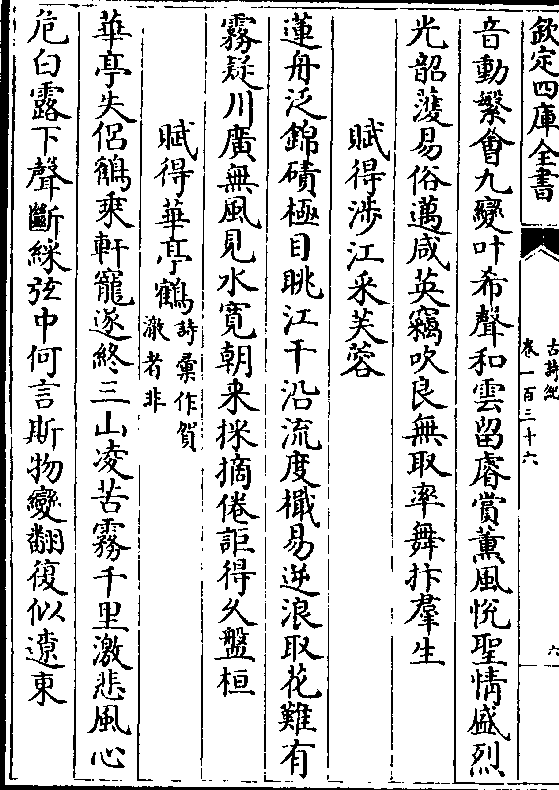 欽定四庫全書
古詩紀
卷一百三十六
六
音動繁會九變叶希聲和雲留睿賞薫風悅聖情盛烈
光韶濩易俗邁咸英竊吹良無取率舞抃羣生
賦得涉江采芙蓉
蓮舟泛錦磧極目眺江干沿流度檝易逆浪取花難有
霧疑川廣無風見水寛朝来採摘倦詎得久盤桓
賦得華亭鶴詩彙作賀澈者非
華亭失侶鶴乘軒寵遂終三山凌苦霧千里激悲風心
危白露下聲斷綵弦中何言斯物變翻復似遼東